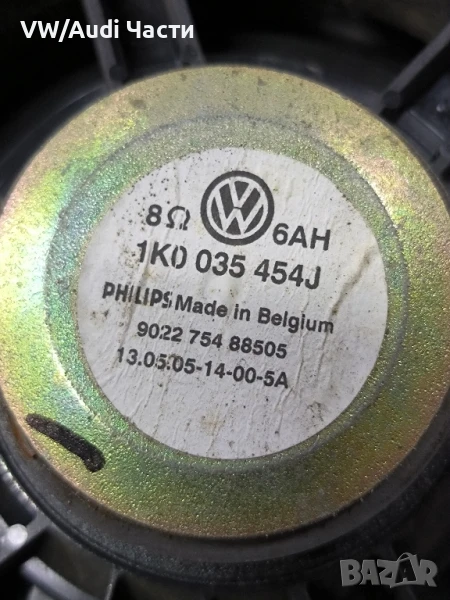 VW/Audi Части
8Ω 6AH
1K0 035 454J
PHILIPS Made in Belgium
9022 754 88505
13.05.05-14-00-5A
BAZAR